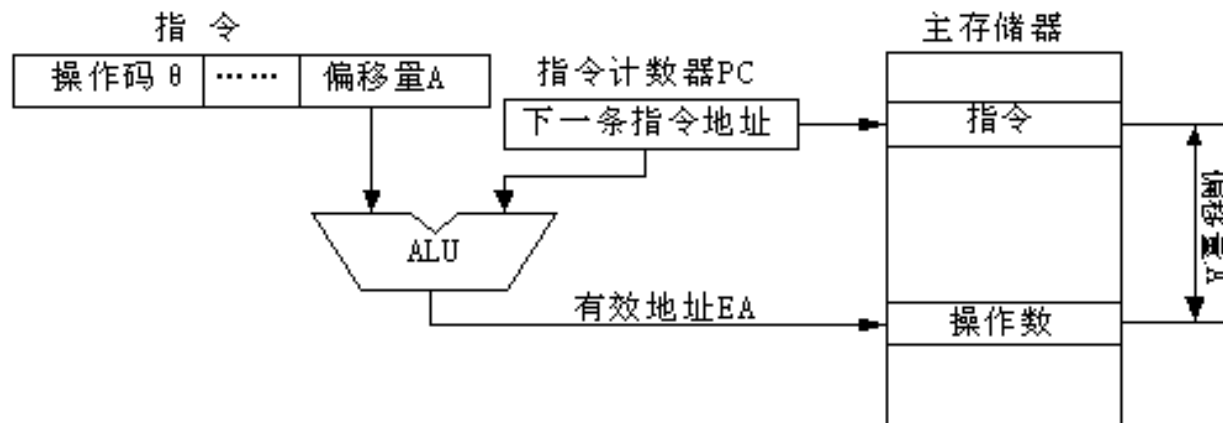 指 令
主存储器
操作码 θ …… 偏移量A
指令计数器PC
下一条指令地址
指令
偏移量A
ALU
有效地址EA
操作数